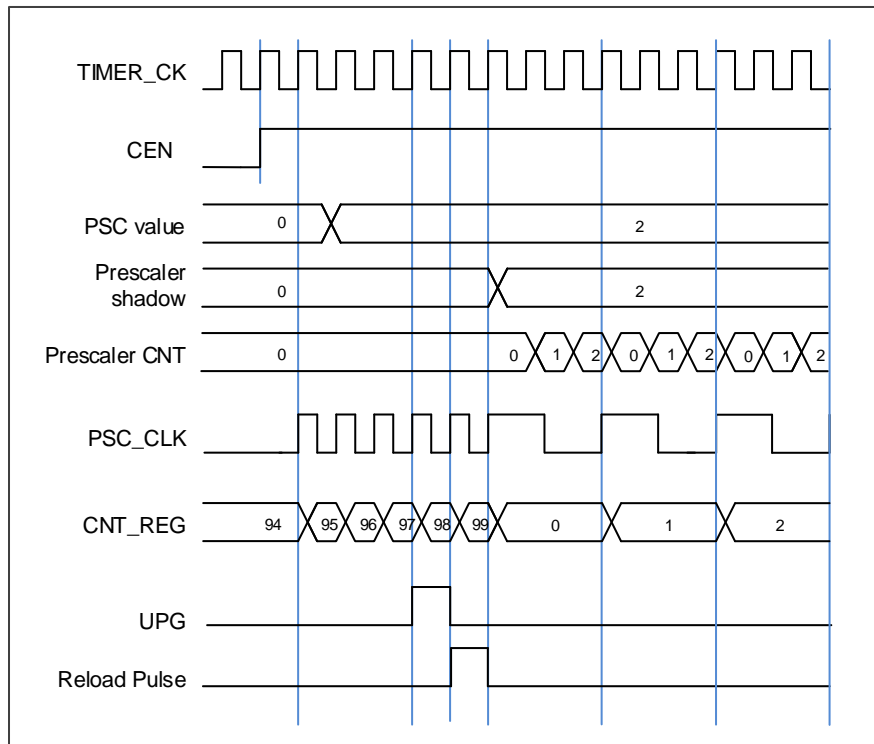 TIMER_CK
CEN
PSC value 0 2
Prescaler
shadow 0 2
Prescaler CNT 0 0 1 2 0 1 2 0 1 2
PSC_CLK
CNT_REG 94 95 96 97 98 99 0 1 2
UPG
Reload Pulse